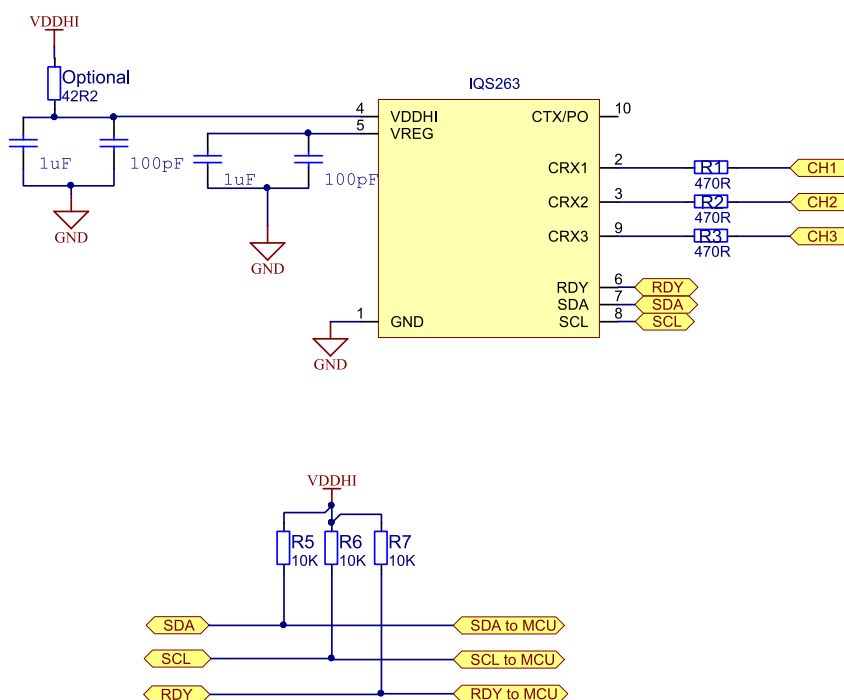 VDDHI
Optional
42R2
1uF
100pF
1uF
100pF
GND
GND
IQS263
4
VDDHI
5
VREG
CTX/PO
10
CRX1
2
R1
470R
CH1
CRX2
3
R2
470R
CH2
CRX3
9
R3
470R
CH3
RDY
6
RDY
SDA
7
SDA
SCL
8
SCL
1
GND
GND
VDDHI
R5
10K
R6
10K
R7
10K
SDA
SDA to MCU
SCL
SCL to MCU
RDY
RDY to MCU